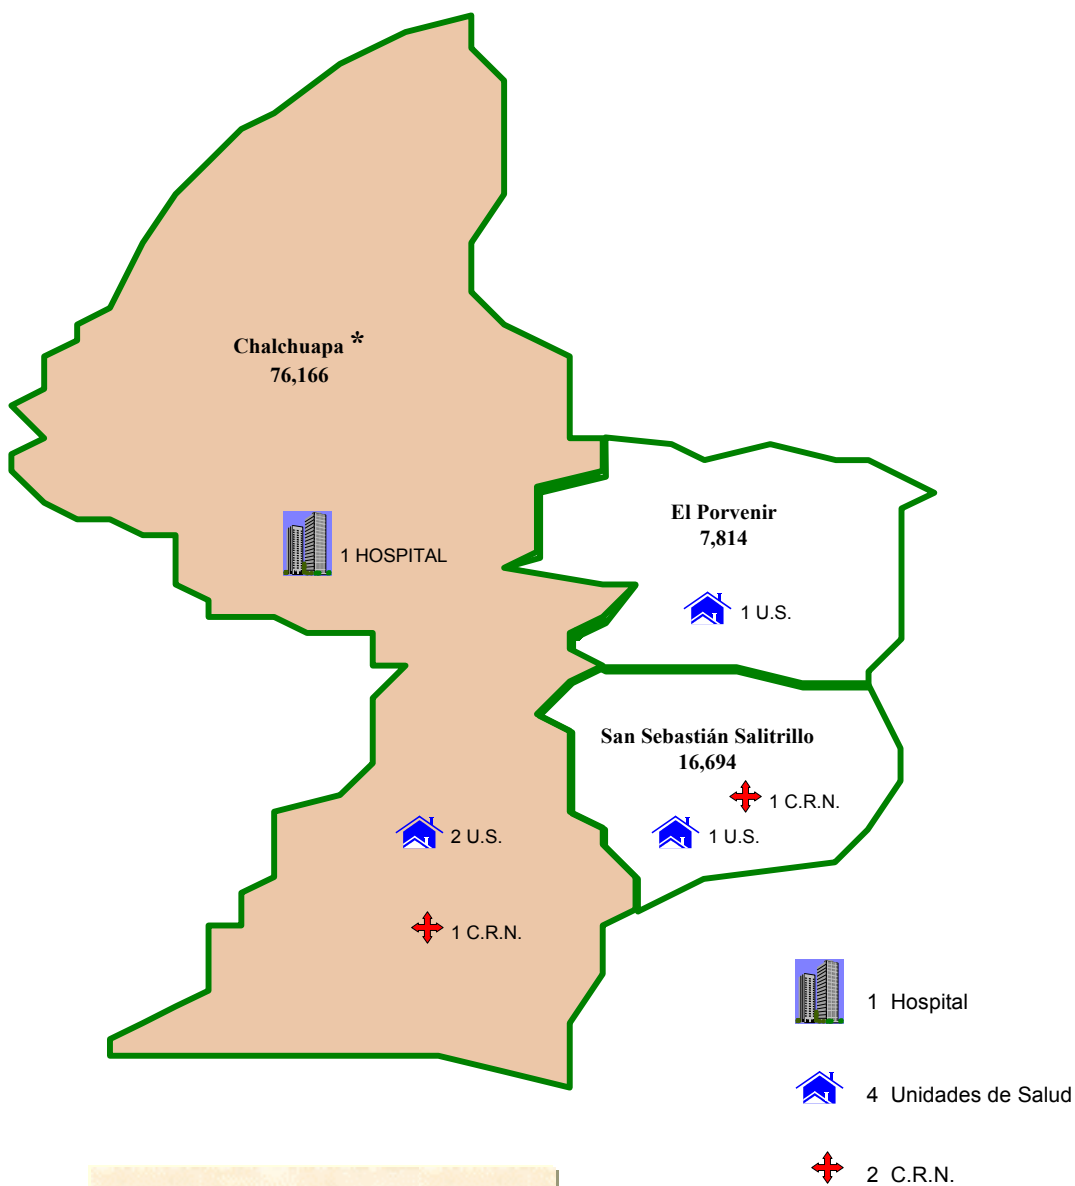 Chalchuapa *
76,166
El Porvenir
7,814
1 HOSPITAL
1 U.S.
San Sebastián Salitrillo
16,694
1 C.R.N.
2 U.S.
1 U.S.
1 C.R.N.
1 Hospital
4 Unidades de Salud
2 C.R.N.